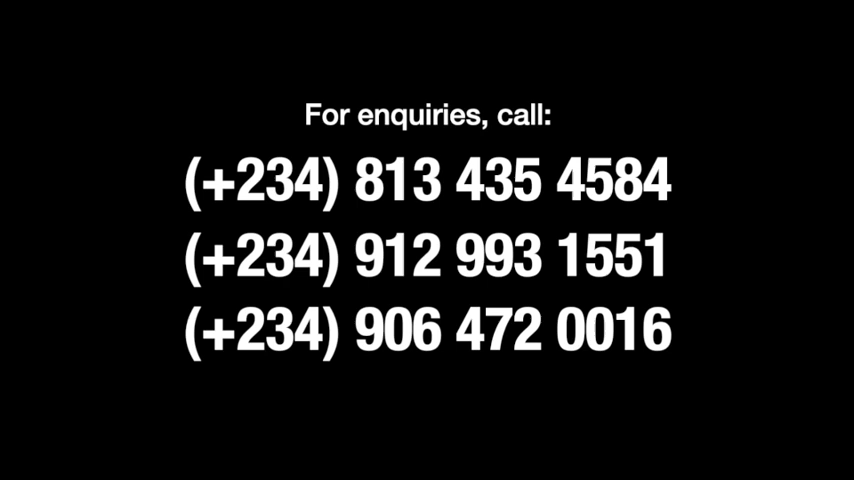 For enquiries, call:
(+234) 813 435 4584
(+234) 912 993 1551
(+234) 906 472 0016